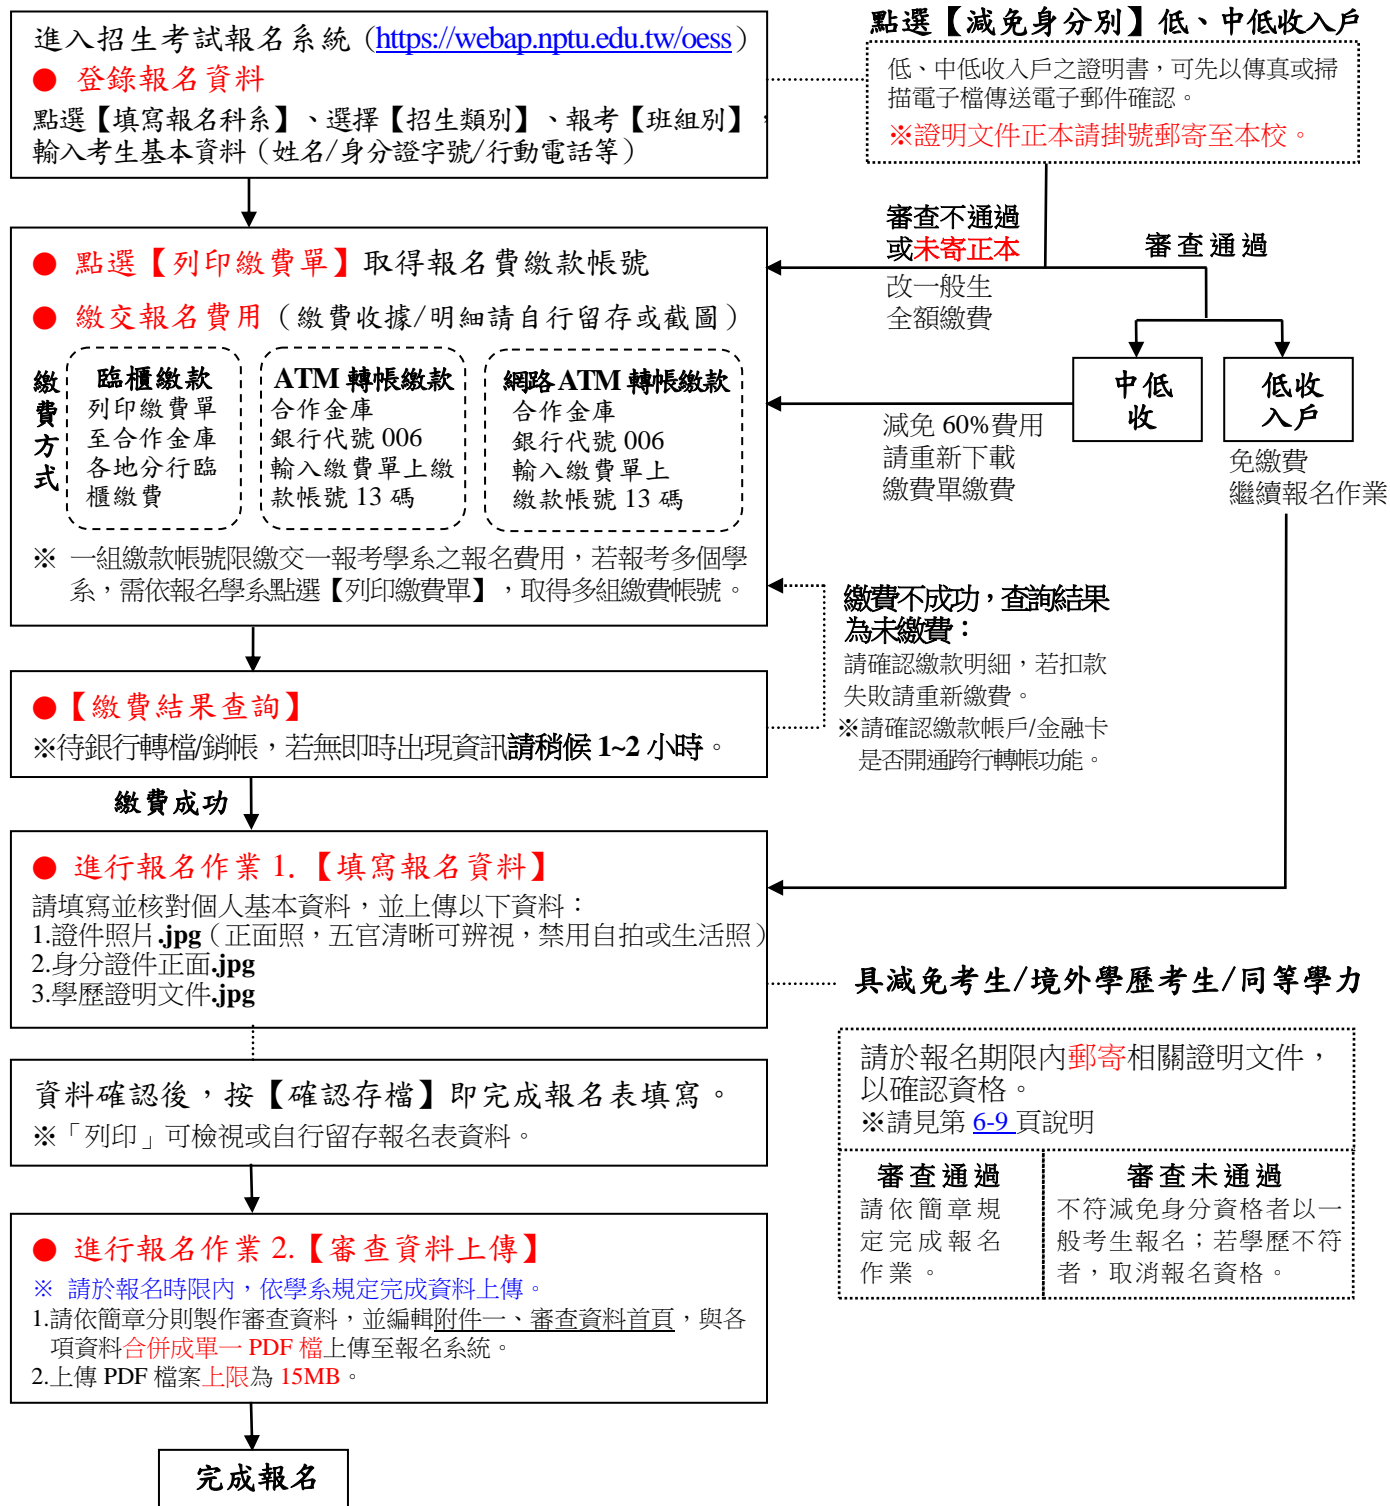 進入招生考試報名系統 (https://webap.nptu.edu.tw/oess)
● 登錄報名資料
點選【填寫報名科系】、選擇【招生類別】、報考【班組別】,
輸入考生基本資料(姓名/身分證字號/行動電話等)
點選【減免身分別】低、中低收入戶
低、中低收入戶之證明書，可先以傳真或掃
描電子檔傳送電子郵件確認。
※證明文件正本請掛號郵寄至本校。
審查不通過
或未寄正本
改一般生
全額繳費
審查通過
● 點選【列印繳費單】取得報名費繳款帳號
● 繳交報名費用（繳費收據/明細請自行留存或截圖）
繳費方式
臨櫃繳款
列印繳費單
至合作金庫
各地分行臨
櫃繳費
ATM 轉帳繳款
合作金庫
銀行代號 006
輸入繳費單上繳
款帳號 13 碼
網路 ATM 轉帳繳款
合作金庫
銀行代號 006
輸入繳費單上
繳款帳號 13 碼
※ 一組繳款帳號限繳交一報考學系之報名費用，若報考多個學
系，需依報名學系點選【列印繳費單】，取得多組繳費帳號。
中低
收
減免 60%費用
請重新下載
繳費單繳費
低收
入戶
免繳費
繼續報名作業
繳費不成功，查詢結果
為未繳費：
請確認繳款明細，若扣款
失敗請重新繳費。
※請確認繳款帳戶/金融卡
是否開通跨行轉帳功能。
●【繳費結果查詢】
※待銀行轉檔/銷帳，若無即時出現資訊請稍候 1~2 小時。
繳費成功
● 進行報名作業 1.【填寫報名資料】
請填寫並核對個人基本資料，並上傳以下資料：
1.證件照片.jpg（正面照，五官清晰可辨視，禁用自拍或生活照）
2.身分證件正面.jpg
3.學歷證明文件.jpg
具減免考生/境外學歷考生/同等學力
請於報名期限內郵寄相關證明文件，
以確認資格。
※請見第 6-9 頁說明
審查通過
請依簡章規
定完成報名
作業。
審查未通過
不符減免身分資格者以一
般考生報名；若學歷不符
者，取消報名資格。
資料確認後，按【確認存檔】即完成報名表填寫。
※「列印」可檢視或自行留存報名表資料。
● 進行報名作業 2.【審查資料上傳】
※ 請於報名時限內，依學系規定完成資料上傳。
1.請依簡章分則製作審查資料，並編輯附件一、審查資料首頁，與各
項資料合併成單一 PDF 檔上傳至報名系統。
2.上傳 PDF 檔案上限為 15MB。
完成報名